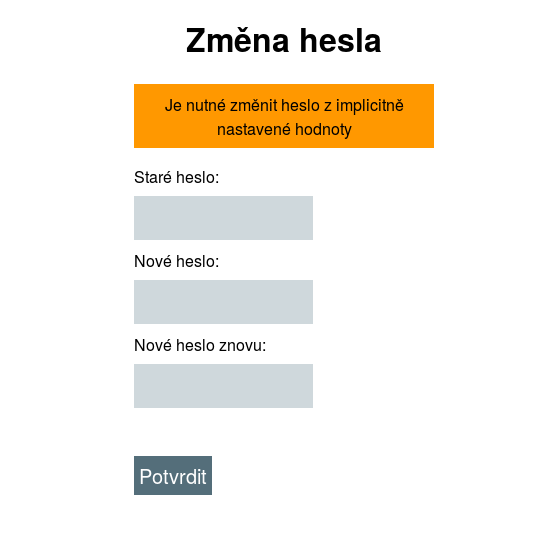 Změna hesla
Je nutné změnit heslo z implicitně
nastavené hodnoty
Staré heslo:
Nové heslo:
Nové heslo znovu:
Potvrdit